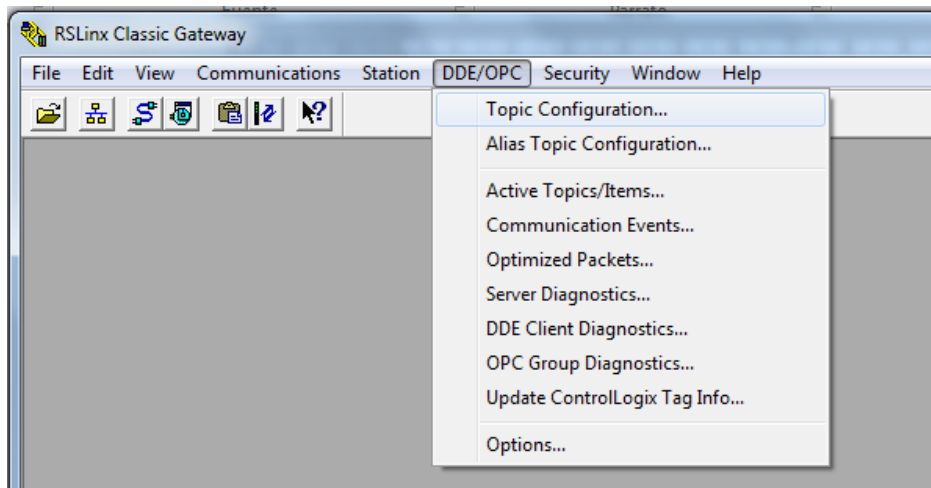 RSLinx Classic Gateway
File Edit View Communications Station DDE/OPC Security Window Help
Topic Configuration...
Alias Topic Configuration...
Active Topics/Items...
Communication Events...
Optimized Packets...
Server Diagnostics...
DDE Client Diagnostics...
OPC Group Diagnostics...
Update ControlLogix Tag Info...
Options...